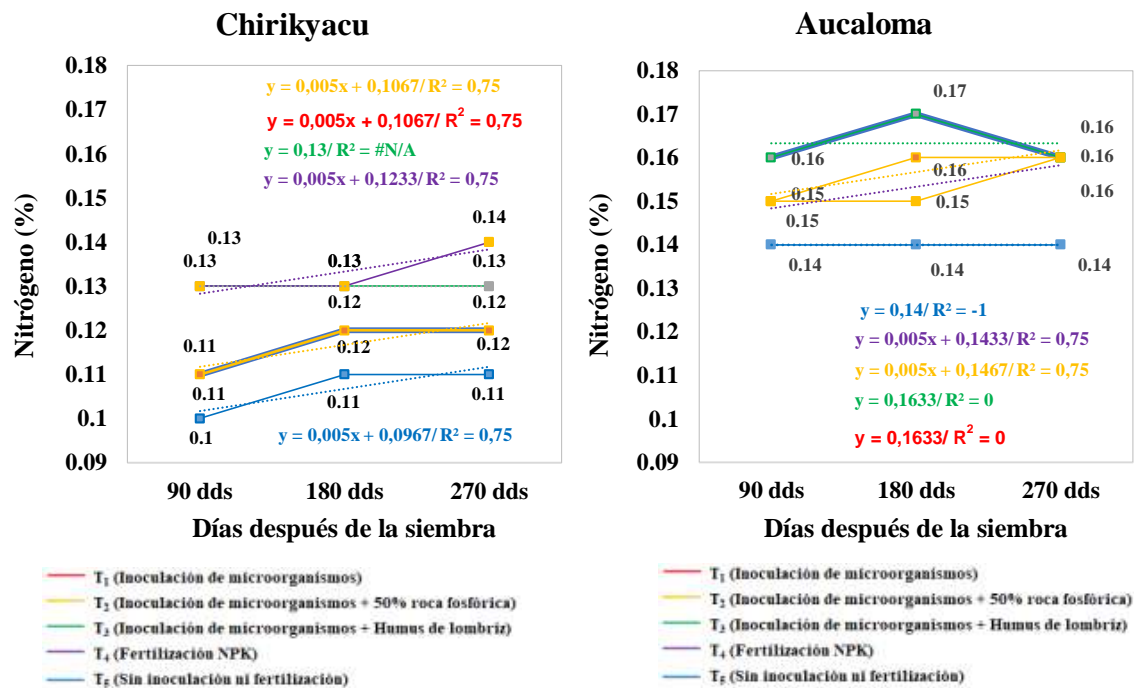 Chirikyacu
0.18
0.17
0.16
0.15
0.14
0.13
0.12
0.11
0.1
0.09
Nitrógeno (%)
y = 0,005x + 0,1067/ R² = 0,75
y = 0,005x + 0,1067/ R² = 0,75
y = 0,13/ R² = #N/A
y = 0,005x + 0,1233/ R² = 0,75
0.13
0.14
0.13
0.13
0.13
0.12
0.12
0.11
0.12
0.12
0.11
0.11
0.11
0.1
y = 0,005x + 0,0967/ R² = 0,75
90 dds
180 dds
270 dds
Días después de la siembra
T₁ (Inoculación de microorganismos)
T₂ (Inoculación de microorganismos + 50% roca fosfórica)
T₃ (Inoculación de microorganismos + Humus de lombriz)
T₄ (Fertilización NPK)
T₅ (Sin inoculación ni fertilización)
Aucaloma
0.18
0.17
0.16
0.15
0.14
0.13
0.12
0.11
0.1
0.09
Nitrógeno (%)
0.17
0.16
0.16
0.16
0.16
0.16
0.15
0.15
0.15
0.14
0.14
0.14
y = 0,14/ R² = -1
y = 0,005x + 0,1433/ R² = 0,75
y = 0,005x + 0,1467/ R² = 0,75
y = 0,1633/ R² = 0
y = 0,1633/ R² = 0
90 dds
180 dds
270 dds
Días después de la siembra
T₁ (Inoculación de microorganismos)
T₂ (Inoculación de microorganismos + 50% roca fosfórica)
T₃ (Inoculación de microorganismos + Humus de lombriz)
T₄ (Fertilización NPK)
T₅ (Sin inoculación ni fertilización)